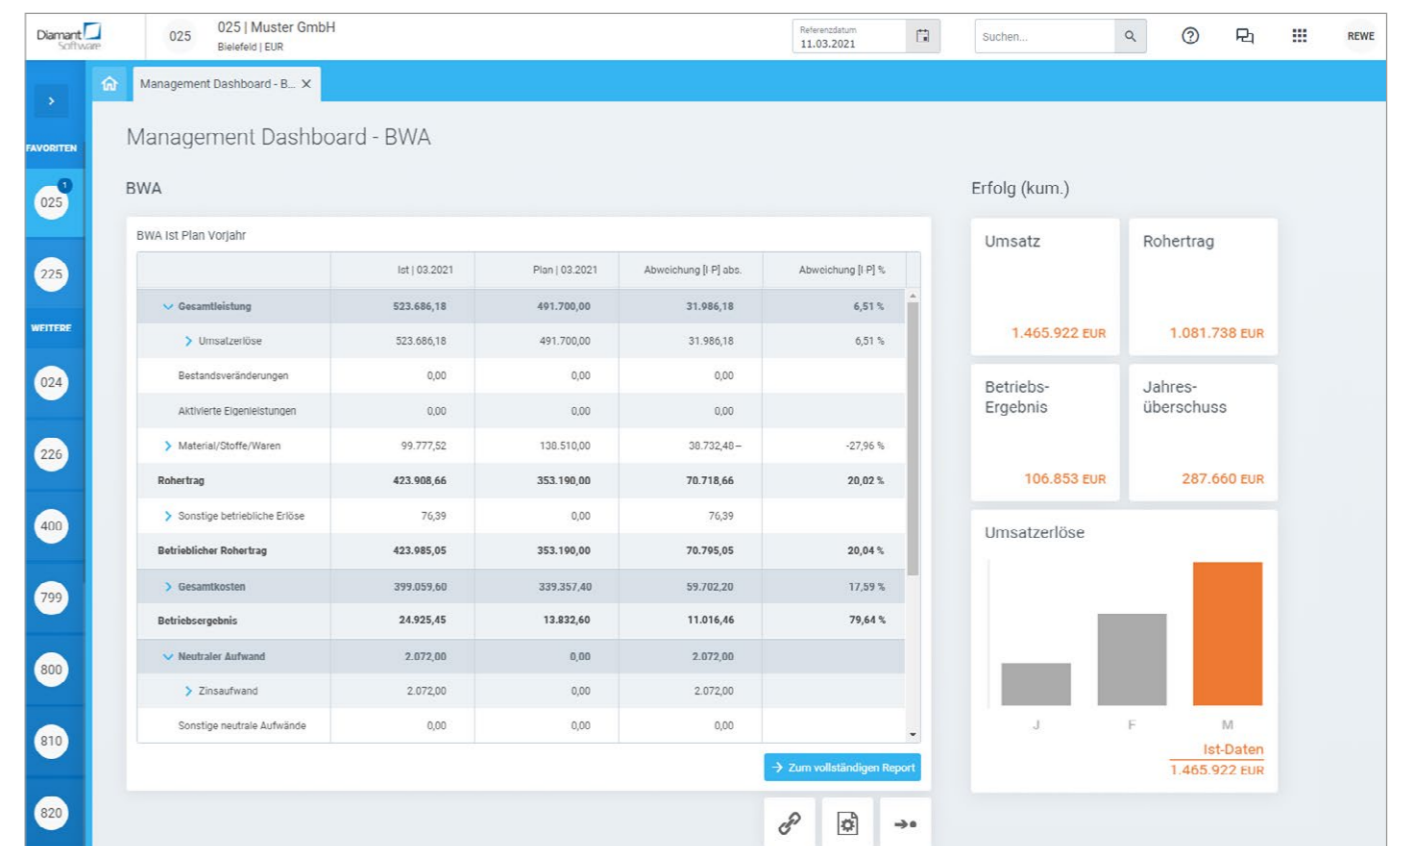 Diamant
Software
025
025 | Muster GmbH
Bielefeld | EUR
Referenzdatum
11.03.2021
Suchen...
REWE
Management Dashboard - B... X
FAVORITEN
1
025
225
WEITERE
024
226
400
799
800
810
820
Management Dashboard - BWA
BWA
BWA Ist Plan Vorjahr
Ist | 03.2021 Plan | 03.2021 Abweichung [I P] abs. Abweichung [I P] %
Gesamtleistung 523.686,18 491.700,00 31.986,18 6,51 %
Umsatzerlöse 523.686,18 491.700,00 31.986,18 6,51 %
Bestandsveränderungen 0,00 0,00 0,00
Aktivierte Eigenleistungen 0,00 0,00 0,00
Material/Stoffe/Waren 99.777,52 138.510,00 38.732,48– -27,96 %
Rohertrag 423.908,66 353.190,00 70.718,66 20,02 %
Sonstige betriebliche Erlöse 76,39 0,00 76,39
Betrieblicher Rohertrag 423.985,05 353.190,00 70.795,05 20,04 %
Gesamtkosten 399.059,60 339.357,40 59.702,20 17,59 %
Betriebsergebnis 24.925,45 13.832,60 11.016,46 79,64 %
Neutraler Aufwand 2.072,00 0,00 2.072,00
Zinsaufwand 2.072,00 0,00 2.072,00
Sonstige neutrale Aufwände 0,00 0,00 0,00
Zum vollständigen Report
Erfolg (kum.)
Umsatz
1.465.922 EUR
Rohertrag
1.081.738 EUR
Betriebs-
Ergebnis
106.853 EUR
Jahres-
überschuss
287.660 EUR
Umsatzerlöse
J F M
Ist-Daten
1.465.922 EUR